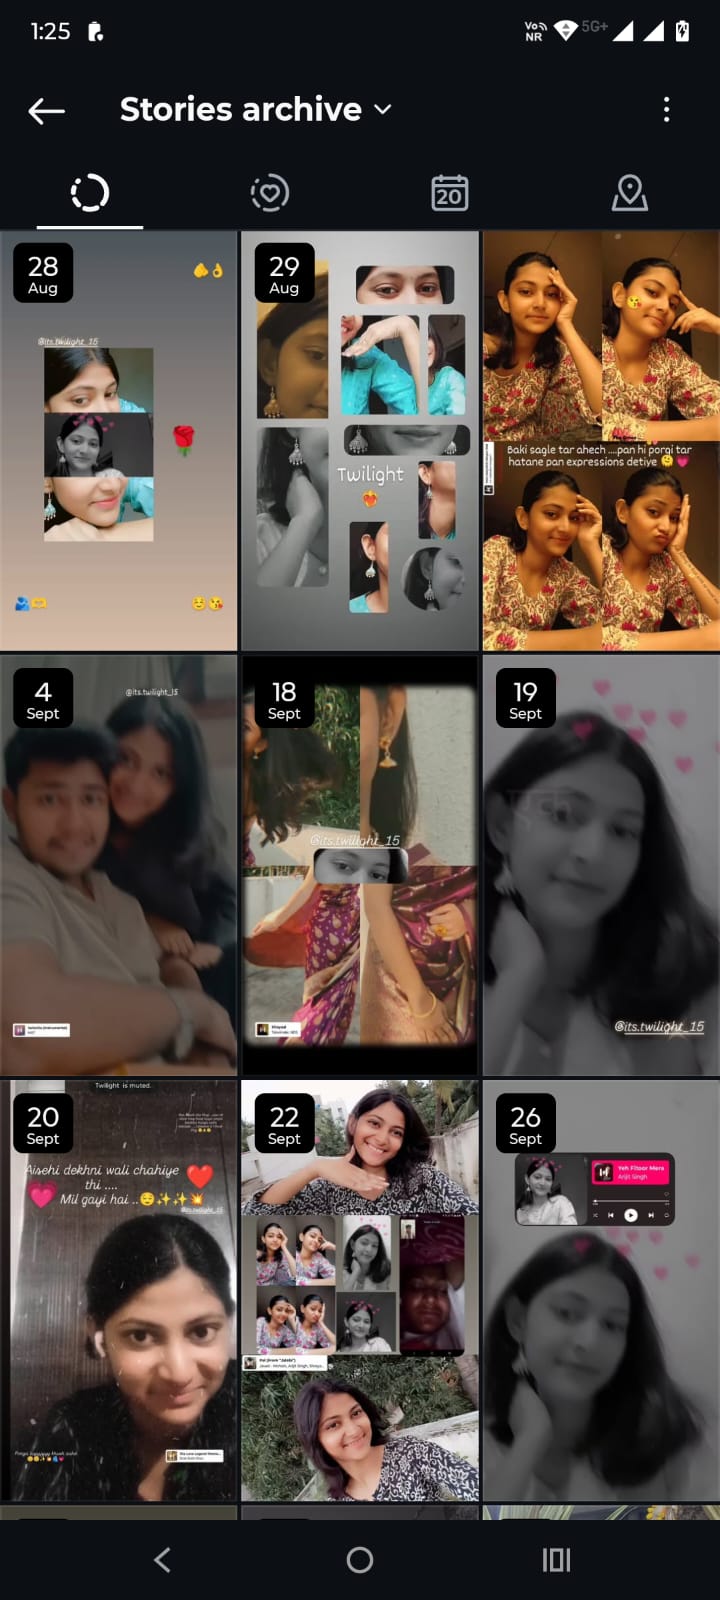 1:25
Vo
NR
5G+
Stories archive
20
28
Aug
@its.twilight_15
29
Aug
Twilight
Baki sagle tar ahech ....pan hi porgi tar
hatane pan expressions detiye
4
Sept
@its.twilight_15
18
Sept
@its.twilight_15
19
Sept
@its.twilight_15
Twilight is muted.
20
Sept
Aisehi dekhni wali chahiye
thi ....
Mil gayi hai ..
@its.twilight_15
22
Sept
26
Sept
Yeh Fitoor Mera
Arijit Singh